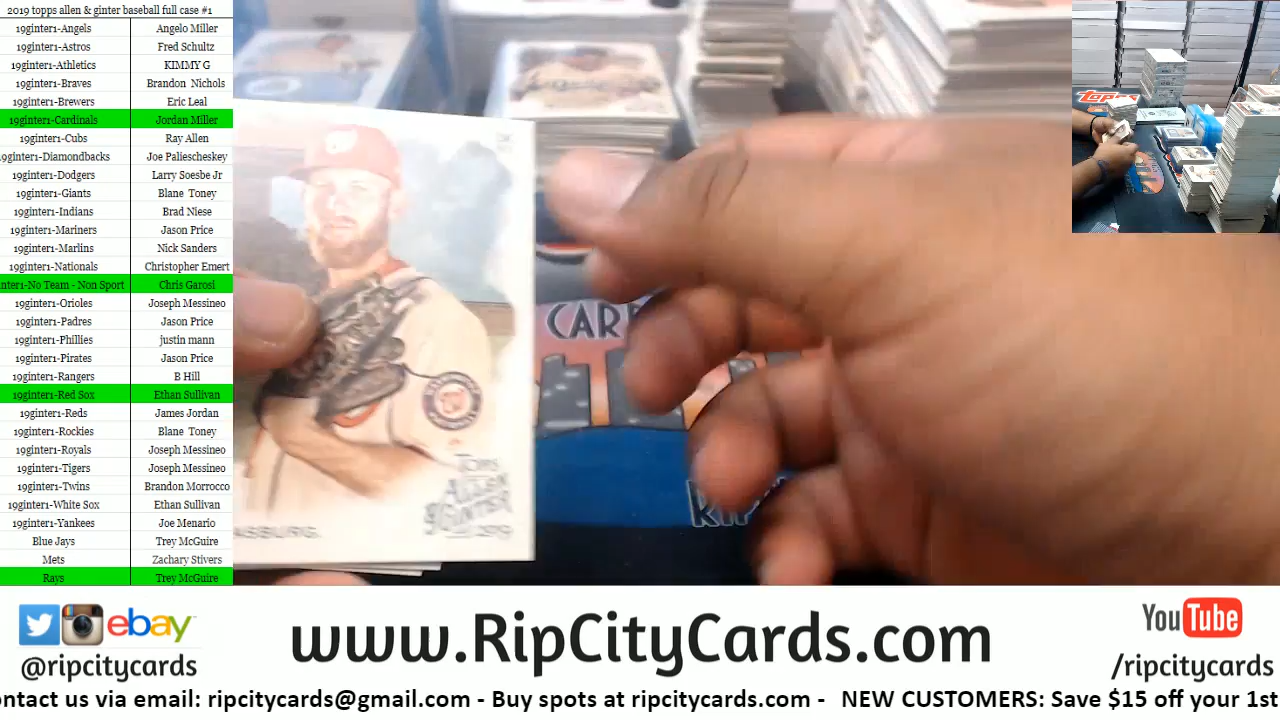 2019 topps allen & ginter baseball full case #1
19ginter1-Angels Angelo Miller
19ginter1-Astros Fred Schultz
19ginter1-Athletics KIMMY G
19ginter1-Braves Brandon Nichols
19ginter1-Brewers Eric Leal
19ginter1-Cardinals Jordan Miller
19ginter1-Cubs Ray Allen
9ginter1-Diamondbacks Joe Paliescheskey
19ginter1-Dodgers Larry Soesbe Jr
19ginter1-Giants Blane Toney
19ginter1-Indians Brad Niese
19ginter1-Mariners Jason Price
19ginter1-Marlins Nick Sanders
19ginter1-Nationals Christopher Emert
inter1-No Team - Non Sport Chris Garosi
19ginter1-Orioles Joseph Messineo
19ginter1-Padres Jason Price
19ginter1-Phillies justin mann
19ginter1-Pirates Jason Price
19ginter1-Rangers B Hill
19ginter1-Red Sox Ethan Sullivan
19ginter1-Reds James Jordan
19ginter1-Rockies Blane Toney
19ginter1-Royals Joseph Messineo
19ginter1-Tigers Joseph Messineo
19ginter1-Twins Brandon Morrocco
19ginter1-White Sox Ethan Sullivan
19ginter1-Yankees Joe Menario
Blue Jays Trey McGuire
Mets Zachary Stivers
Rays Trey McGuire
Topps
CAR
W
Topps
Allen
& Ginter
ASBURG
RIP
ebay
@ripcitycards
www.RipCityCards.com
YouTube
/ripcitycards
ontact us via email: ripcitycards@gmail.com - Buy spots at ripcitycards.com - NEW CUSTOMERS: Save $15 off your 1st